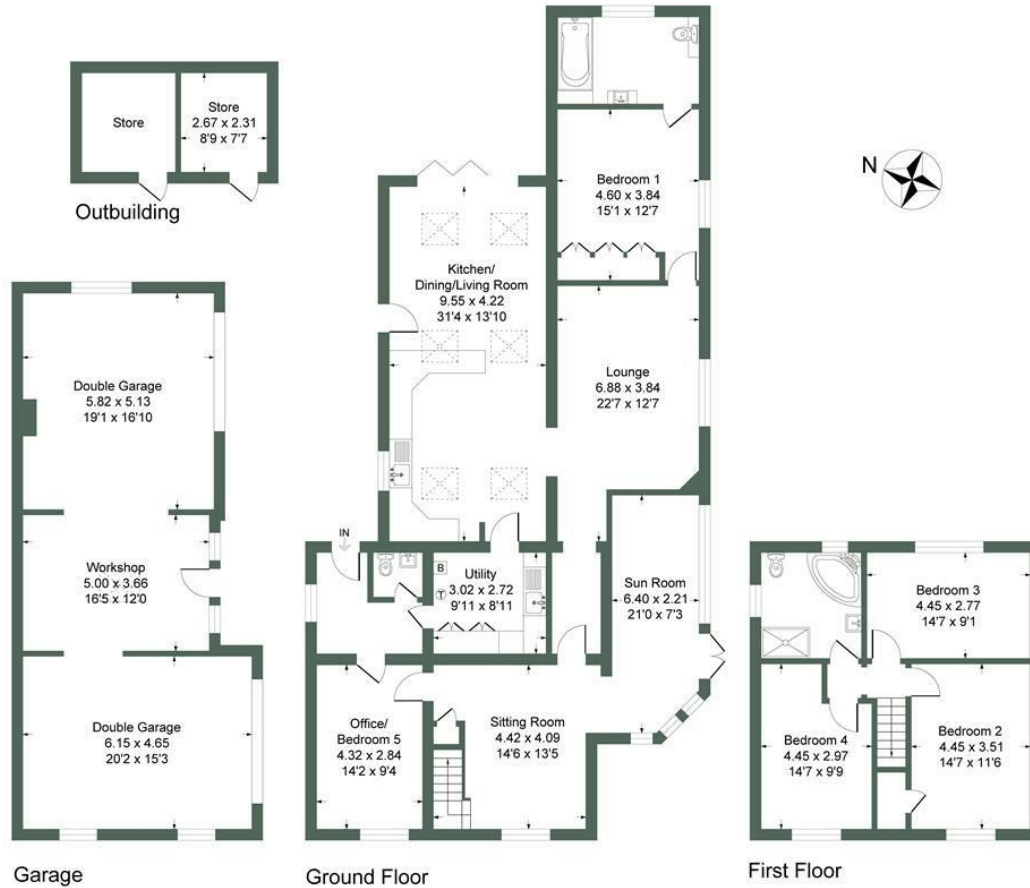 Store
Store
2.67 x 2.31
8'9 x 7'7
Outbuilding
N
Bedroom 1
4.60 x 3.84
15'1 x 12'7
Kitchen/
Dining/Living Room
9.55 x 4.22
31'4 x 13'10
Double Garage
5.82 x 5.13
19'1 x 16'10
Lounge
6.88 x 3.84
22'7 x 12'7
Workshop
5.00 x 3.66
16'5 x 12'0
IN
B
T
Utility
3.02 x 2.72
9'11 x 8'11
Sun Room
6.40 x 2.21
21'0 x 7'3
Bedroom 3
4.45 x 2.77
14'7 x 9'1
Double Garage
6.15 x 4.65
20'2 x 15'3
Office/
Bedroom 5
4.32 x 2.84
14'2 x 9'4
Sitting Room
4.42 x 4.09
14'6 x 13'5
Bedroom 4
4.45 x 2.97
14'7 x 9'9
Bedroom 2
4.45 x 3.51
14'7 x 11'6
Garage
Ground Floor
First Floor